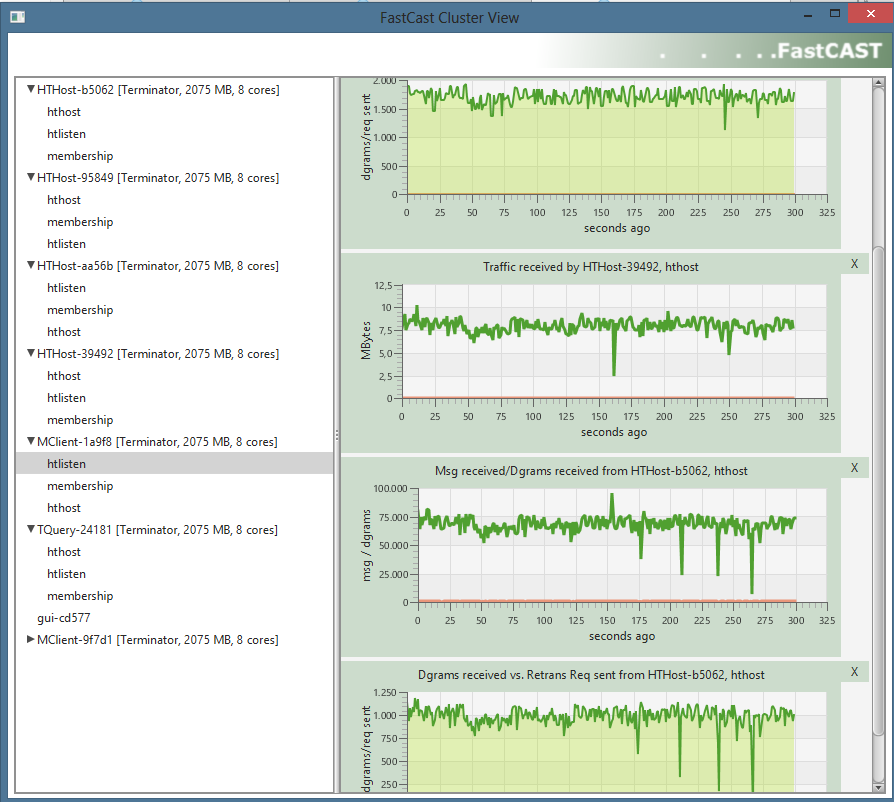 FastCast Cluster View
. . . ..FastCAST
HTHost-b5062 [Terminator, 2075 MB, 8 cores]
hthost
htlisten
membership
HTHost-95849 [Terminator, 2075 MB, 8 cores]
hthost
membership
htlisten
HTHost-aa56b [Terminator, 2075 MB, 8 cores]
htlisten
membership
hthost
HTHost-39492 [Terminator, 2075 MB, 8 cores]
hthost
htlisten
membership
MClient-1a9f8 [Terminator, 2075 MB, 8 cores]
htlisten
membership
hthost
TQuery-24181 [Terminator, 2075 MB, 8 cores]
hthost
htlisten
membership
gui-cd577
MClient-9f7d1 [Terminator, 2075 MB, 8 cores]
dgrams/req sent
2.000
1.500
1.000
500
0
0 25 50 75 100 125 150 175 200 225 250 275 300 325
seconds ago
Traffic received by HTHost-39492, hthost X
MBytes
12,5
10
7,5
5,0
2,5
0
0 25 50 75 100 125 150 175 200 225 250 275 300 325
seconds ago
Msg received/Dgrams received from HTHost-b5062, hthost X
msg / dgrams
100.000
75.000
50.000
25.000
0
0 25 50 75 100 125 150 175 200 225 250 275 300 325
seconds ago
Dgrams received vs. Retrans Req sent from HTHost-b5062, hthost X
dgrams/req sent
1.250
1.000
750
500
250